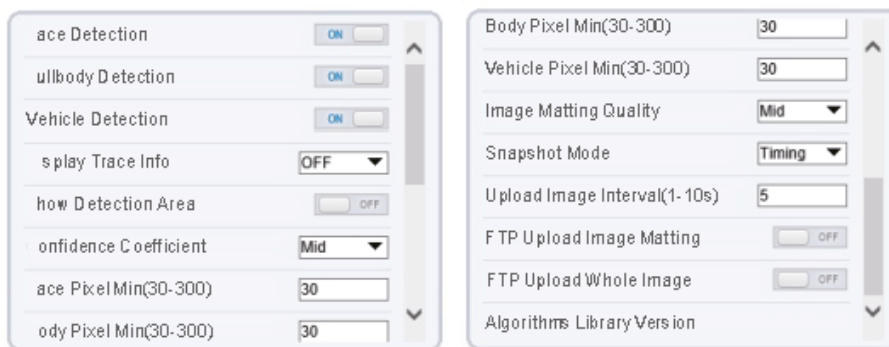 ace Detection ON
ullbody Detection ON
Vehicle Detection ON
splay Trace Info OFF
how Detection Area OFF
onfidence Coefficient Mid
ace Pixel Min(30-300) 30
ody Pixel Min(30-300) 30
Body Pixel Min(30-300) 30
Vehicle Pixel Min(30-300) 30
Image Matting Quality Mid
Snapshot Mode Timing
Upload Image Interval(1-10s) 5
FTP Upload Image Matting OFF
FTP Upload Whole Image OFF
Algorithms Library Version